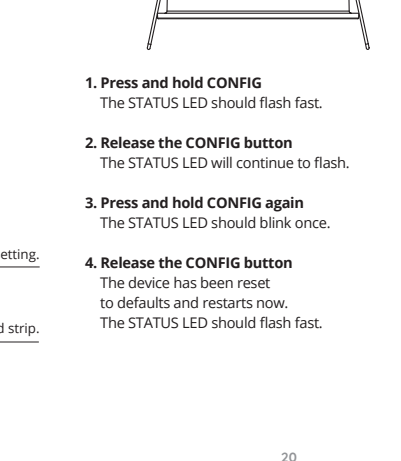 1. Press and hold CONFIG
The STATUS LED should flash fast.
2. Release the CONFIG button
The STATUS LED will continue to flash.
3. Press and hold CONFIG again
The STATUS LED should blink once.
etting.
4. Release the CONFIG button
The device has been reset
to defaults and restarts now.
The STATUS LED should flash fast.
d strip.
20